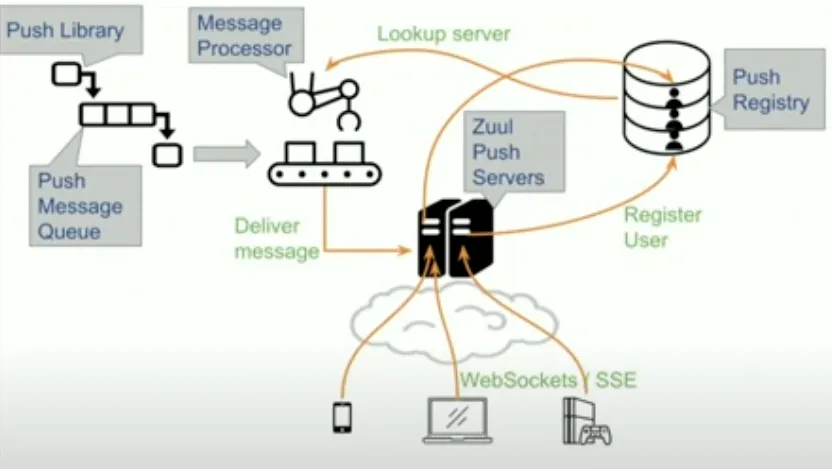 Push Library
Message
Processor
Lookup server
Push
Registry
Zuul
Push
Servers
Push
Message
Queue
Deliver
message
Register
User
WebSockets / SSE